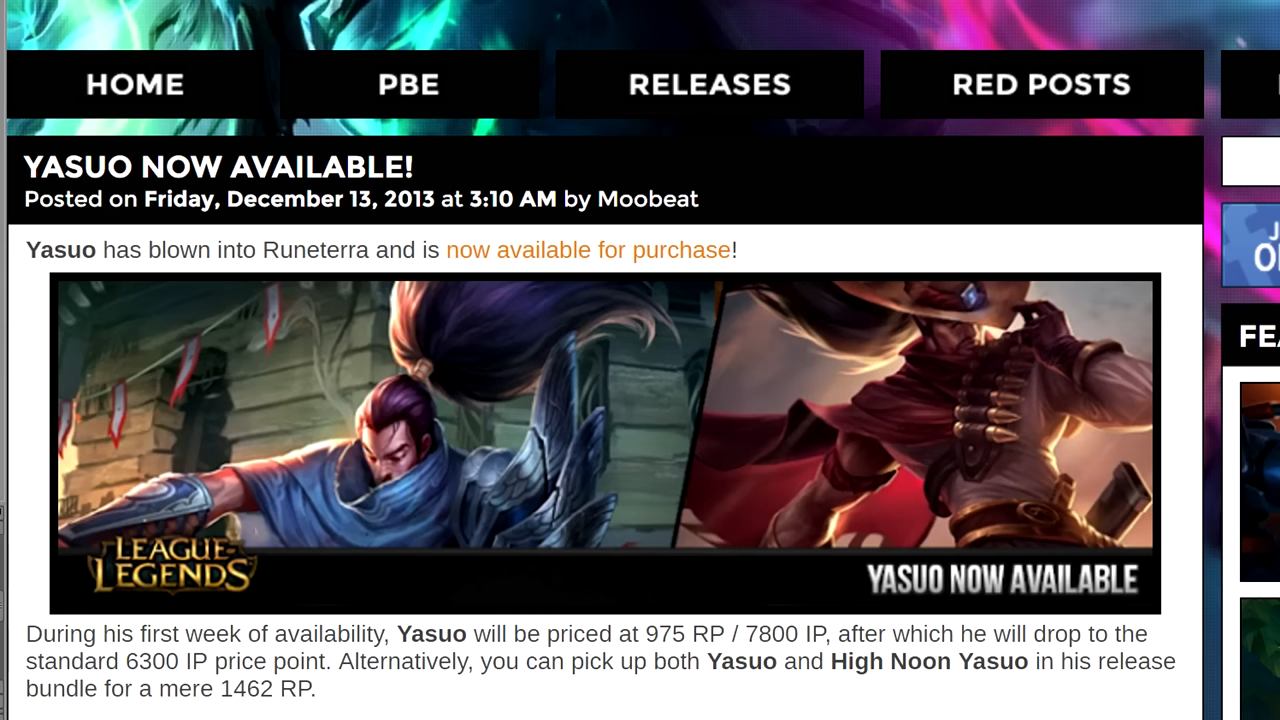 HOME
PBE
RELEASES
RED POSTS
YASUO NOW AVAILABLE!
Posted on Friday, December 13, 2013 at 3:10 AM by Moobeat
Yasuo has blown into Runeterra and is now available for purchase!
LEAGUE OF
LEGENDS
YASUO NOW AVAILABLE
During his first week of availability, Yasuo will be priced at 975 RP / 7800 IP, after which he will drop to the
standard 6300 IP price point. Alternatively, you can pick up both Yasuo and High Noon Yasuo in his release
bundle for a mere 1462 RP.